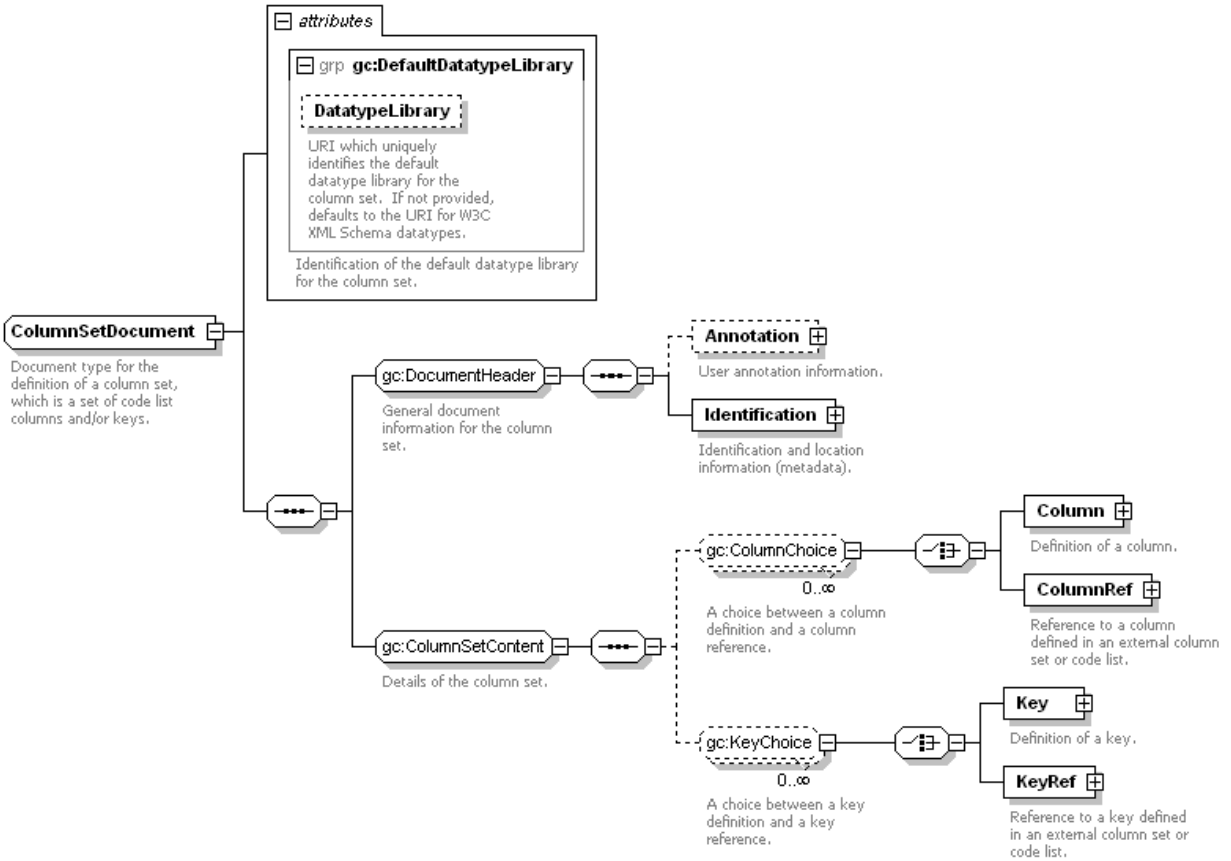 attributes
grp gc:DefaultDatatypeLibrary
DatatypeLibrary
URI which uniquely
identifies the default
datatype library for the
column set. If not provided,
defaults to the URI for W3C
XML Schema datatypes.
Identification of the default datatype library
for the column set.
ColumnSetDocument
Document type for the
definition of a column set,
which is a set of code list
columns and/or keys.
gc:DocumentHeader
General document
information for the column
set.
Annotation
User annotation information.
Identification
Identification and location
information (metadata).
gc:ColumnSetContent
Details of the column set.
gc:ColumnChoice
0..∞
A choice between a column
definition and a column
reference.
Column
Definition of a column.
ColumnRef
Reference to a column
defined in an external column
set or code list.
gc:KeyChoice
0..∞
A choice between a key
definition and a key
reference.
Key
Definition of a key.
KeyRef
Reference to a key defined
in an external column set or
code list.